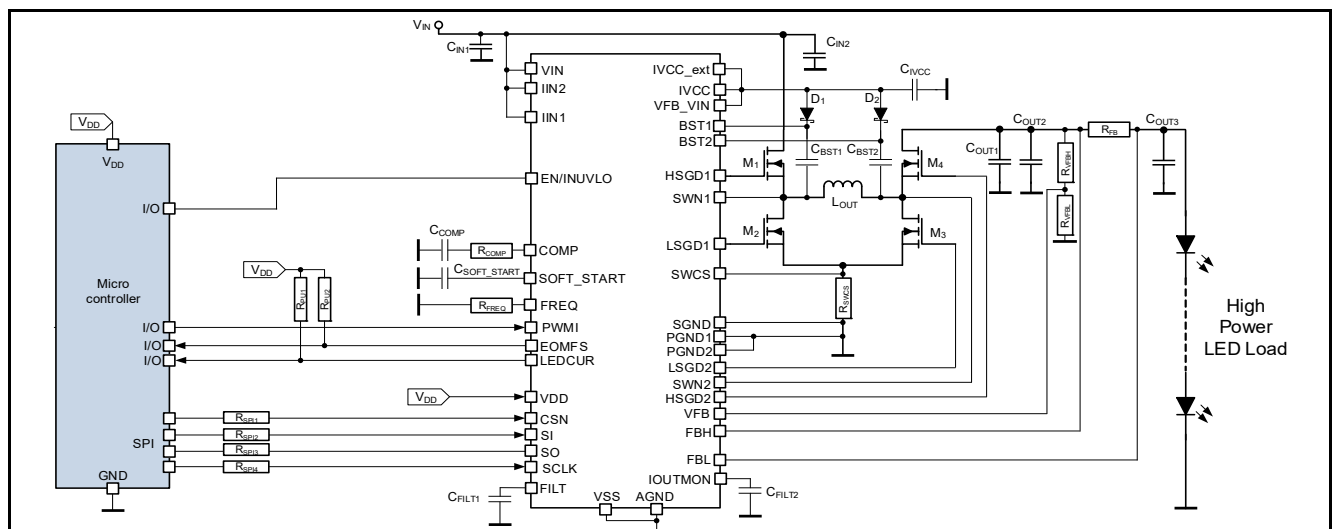 VIN
CIN1
CIN2
VDD
VDD
Micro
controller
I/O
I/O
I/O
I/O
SPI
GND
VDD
RPU1
RPU2
VDD
RSPI1
RSPI2
RSPI3
RSPI4
CCOMP
RCOMP
CSOFT_START
RFREQ
CFILT1
VIN
IIN2
IIN1
EN/INUVLO
COMP
SOFT_START
FREQ
PWMI
EOMFS
LEDCUR
VDD
CSN
SI
SO
SCLK
FILT
VSS
AGND
IVCC_ext
IVCC
VFB_VIN
BST1
BST2
HSGD1
SWN1
LSGD1
SWCS
SGND
PGND1
PGND2
LSGD2
SWN2
HSGD2
VFB
FBH
FBL
IOUTMON
CFILT2
CIVCC
D1
D2
CBST1
CBST2
M1
M4
LOUT
M2
M3
RSWCS
COUT1
COUT2
RVFBH
RVFBL
RFB
COUT3
High
Power
LED Load